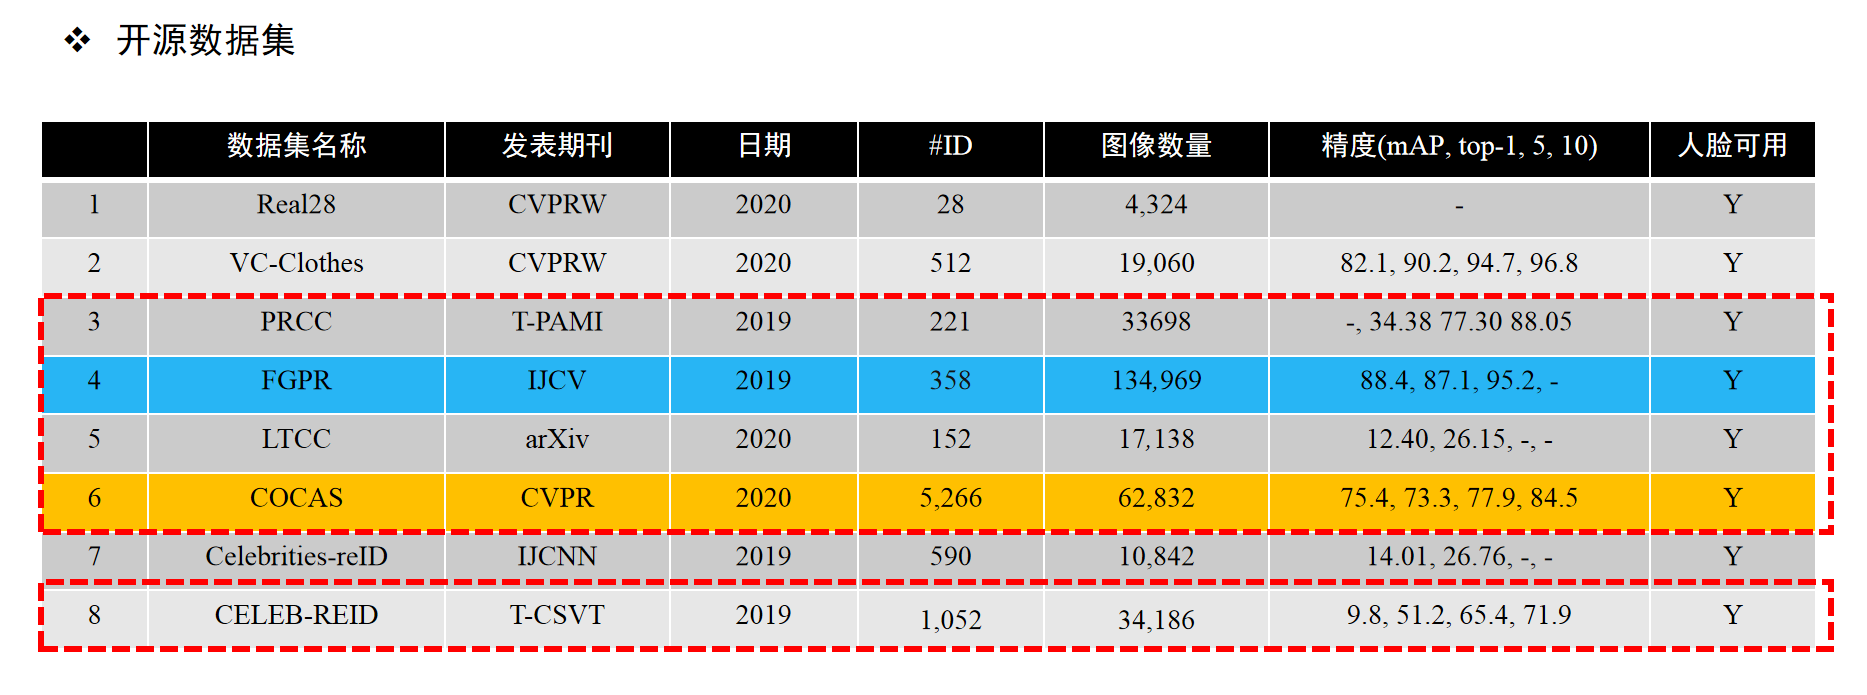 ❖ 开源数据集
数据集名称 发表期刊 日期 #ID 图像数量 精度(mAP, top-1, 5, 10) 人脸可用
1 Real28 CVPRW 2020 28 4,324 - Y
2 VC-Clothes CVPRW 2020 512 19,060 82.1, 90.2, 94.7, 96.8 Y
3 PRCC T-PAMI 2019 221 33698 -, 34.38 77.30 88.05 Y
4 FGPR IJCV 2019 358 134,969 88.4, 87.1, 95.2, - Y
5 LTCC arXiv 2020 152 17,138 12.40, 26.15, -, - Y
6 COCAS CVPR 2020 5,266 62,832 75.4, 73.3, 77.9, 84.5 Y
7 Celebrities-reID IJCNN 2019 590 10,842 14.01, 26.76, -, - Y
8 CELEB-REID T-CSVT 2019 1,052 34,186 9.8, 51.2, 65.4, 71.9 Y